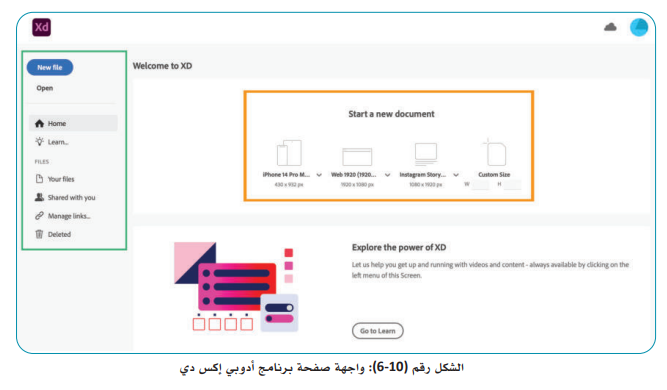 Xd
New file
Open
Home
Learn..
FILES
Your files
Shared with you
Manage links..
Deleted
Welcome to XD
Start a new document
iPhone 14 Pro M...
430 x 932 px
Web 1920 (1920...
1920 x 1080 px
Instagram Story...
1080 x 1920 px
Custom Size
W H
Explore the power of XD
Let us help you get up and running with videos and content - always available by clicking on the
left menu of this Screen.
Go to Learn
الشكل رقم (10-6): واجهة صفحة برنامج أدوبي إكس دي